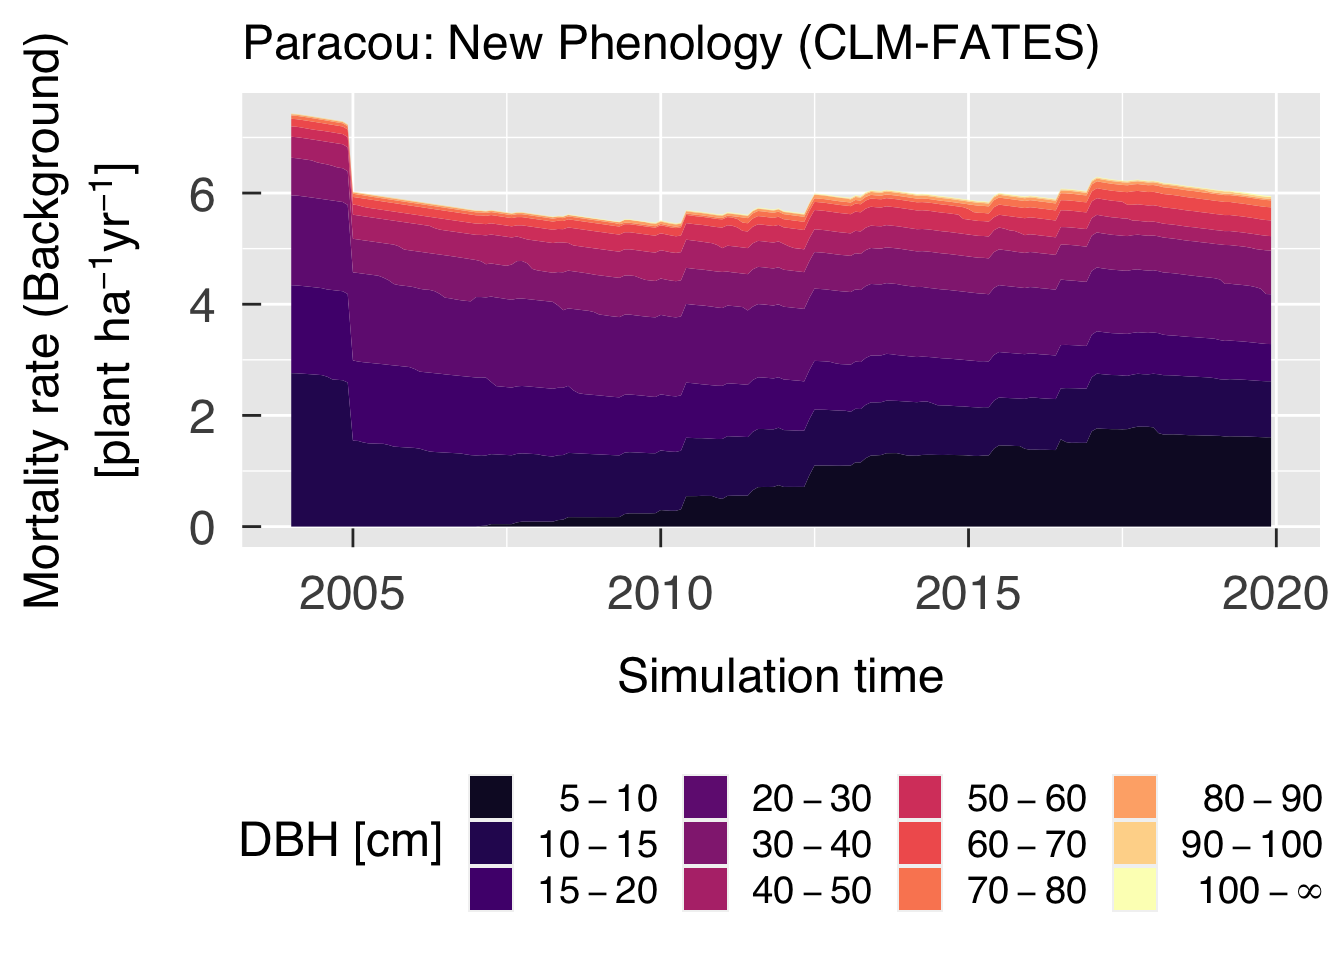 Paracou: New Phenology (CLM-FATES)
Mortality rate (Background)
[plant ha⁻¹yr⁻¹]
6
4
2
0
2005 2010 2015 2020
Simulation time
DBH [cm]
5 – 10 20 – 30 50 – 60 80 – 90
10 – 15 30 – 40 60 – 70 90 – 100
15 – 20 40 – 50 70 – 80 100 – ∞